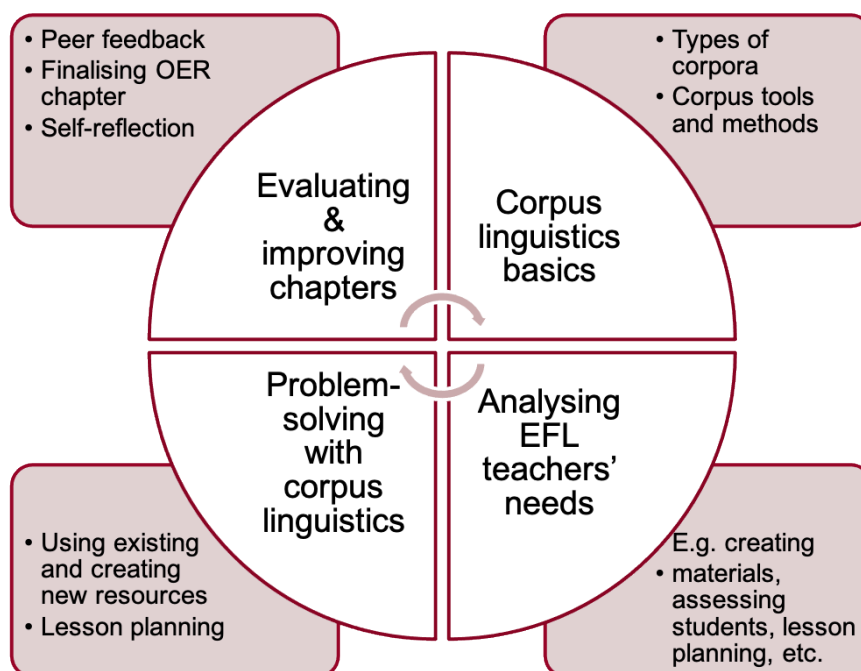 • Peer feedback
• Finalising OER
chapter
• Self-reflection
• Types of
corpora
• Corpus tools
and methods
Evaluating
&
improving
chapters
Corpus
linguistics
basics
Problem-
solving
with
corpus
linguistics
Analysing
EFL
teachers’
needs
• Using existing
and creating
new resources
• Lesson planning
E.g. creating
• materials,
assessing
students, lesson
planning, etc.